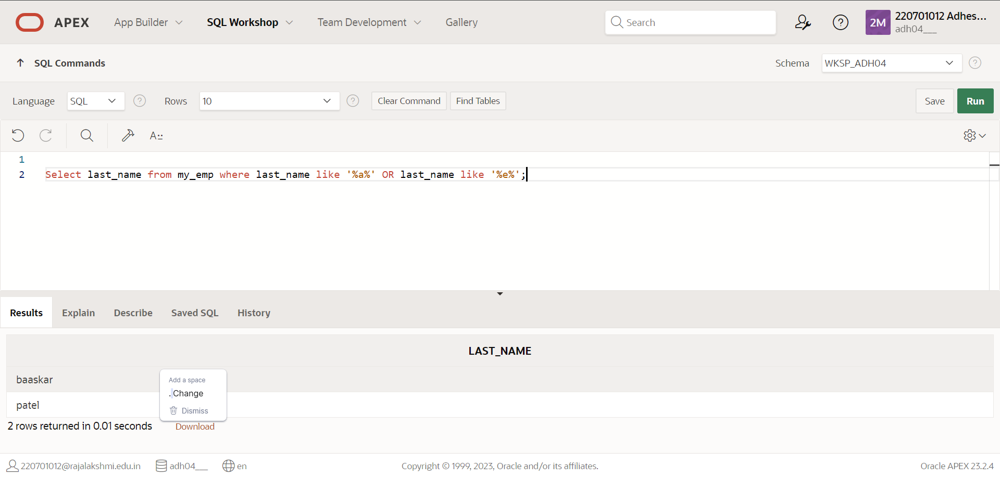 APEX App Builder SQL Workshop Team Development Gallery Search 2M 220701012 Adhes...
adh04___
SQL Commands Schema WKSP_ADH04
Language SQL Rows 10 Clear Command Find Tables Save Run
A::
1
2 Select last_name from my_emp where last_name like '%a%' OR last_name like '%e%';
Results Explain Describe Saved SQL History
LAST_NAME
baaskar
patel
Add a space
. Change
Dismiss
2 rows returned in 0.01 seconds Download
220701012@rajalakshmi.edu.in adh04___ en Copyright © 1999, 2023, Oracle and/or its affiliates. Oracle APEX 23.2.4